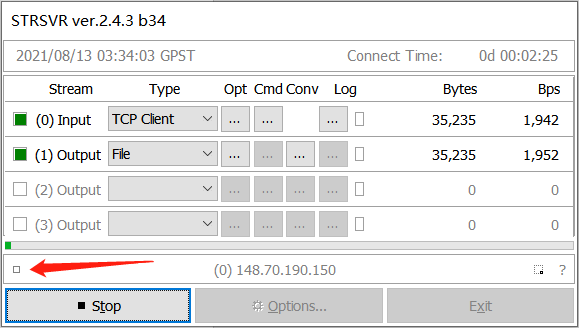 STRSVR ver.2.4.3 b34
2021/08/13 03:34:03 GPST Connect Time: 0d 00:02:25
Stream Type Opt Cmd Conv Log Bytes Bps
(0) Input TCP Client ... ... ... 35,235 1,942
(1) Output File ... ... ... ... 35,235 1,952
(2) Output ... ... ... ... 0 0
(3) Output ... ... ... ... 0 0
(0) 148.70.190.150 ?
Stop Options... Exit